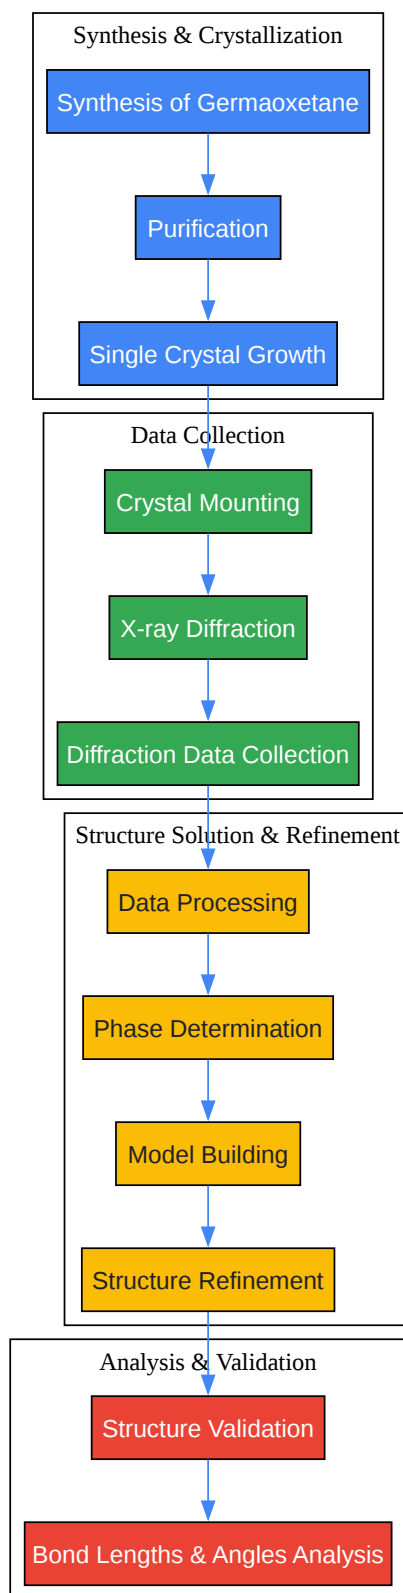 Synthesis & Crystallization
Synthesis of Germaoxetane
Purification
Single Crystal Growth
Data Collection
Crystal Mounting
X-ray Diffraction
Diffraction Data Collection
Structure Solution & Refinement
Data Processing
Phase Determination
Model Building
Structure Refinement
Analysis & Validation
Structure Validation
Bond Lengths & Angles Analysis